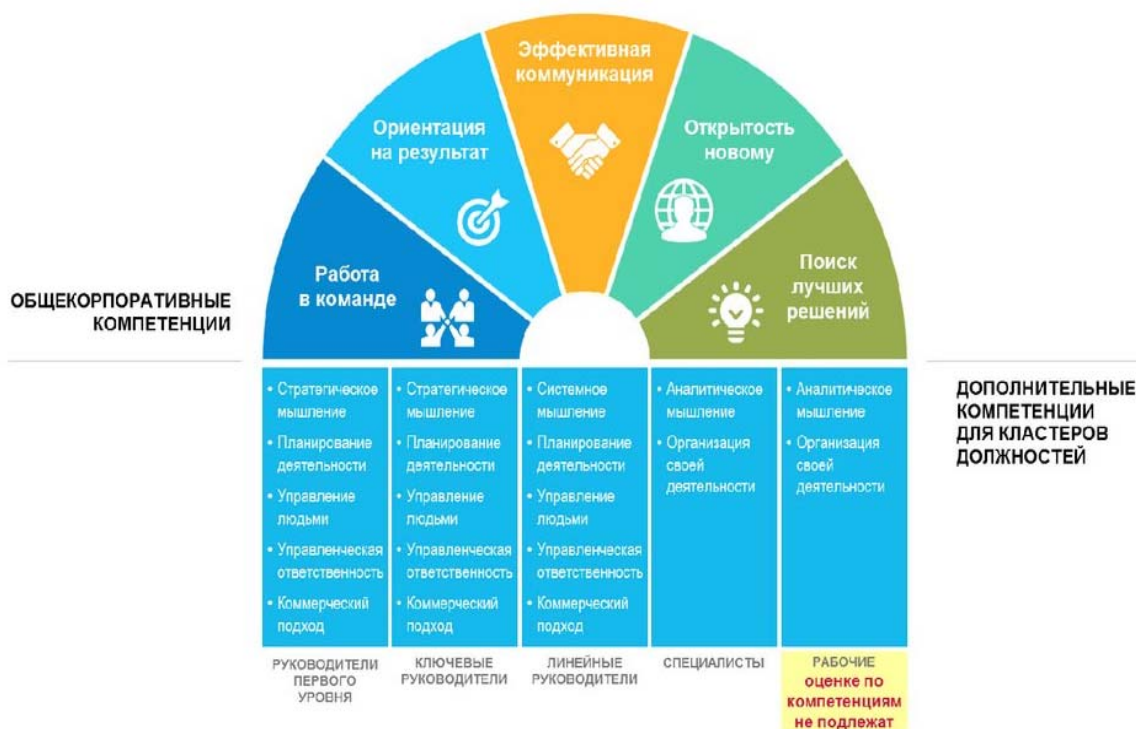 Эффективная
коммуникация
Ориентация
на результат
Открытость
новому
Работа
в команде
Поиск
лучших
решений
ОБЩЕКОРПОРАТИВНЫЕ
КОМПЕТЕНЦИИ
• Стратегическое
мышление
• Планирование
деятельности
• Управление
людьми
• Управленческая
ответственность
• Коммерческий
подход
• Стратегическое
мышление
• Планирование
деятельности
• Управление
людьми
• Управленческая
ответственность
• Коммерческий
подход
• Системное
мышление
• Планирование
деятельности
• Управление
людьми
• Управленческая
ответственность
• Коммерческий
подход
• Аналитическое
мышление
• Организация
своей
деятельности
• Аналитическое
мышление
• Организация
своей
деятельности
ДОПОЛНИТЕЛЬНЫЕ
КОМПЕТЕНЦИИ
ДЛЯ КЛАСТЕРОВ
ДОЛЖНОСТЕЙ
РУКОВОДИТЕЛИ
ПЕРВОГО
УРОВНЯ
КЛЮЧЕВЫЕ
РУКОВОДИТЕЛИ
ЛИНЕЙНЫЕ
РУКОВОДИТЕЛИ
СПЕЦИАЛИСТЫ
РАБОЧИЕ
оценке по
компетенциям
не подлежат